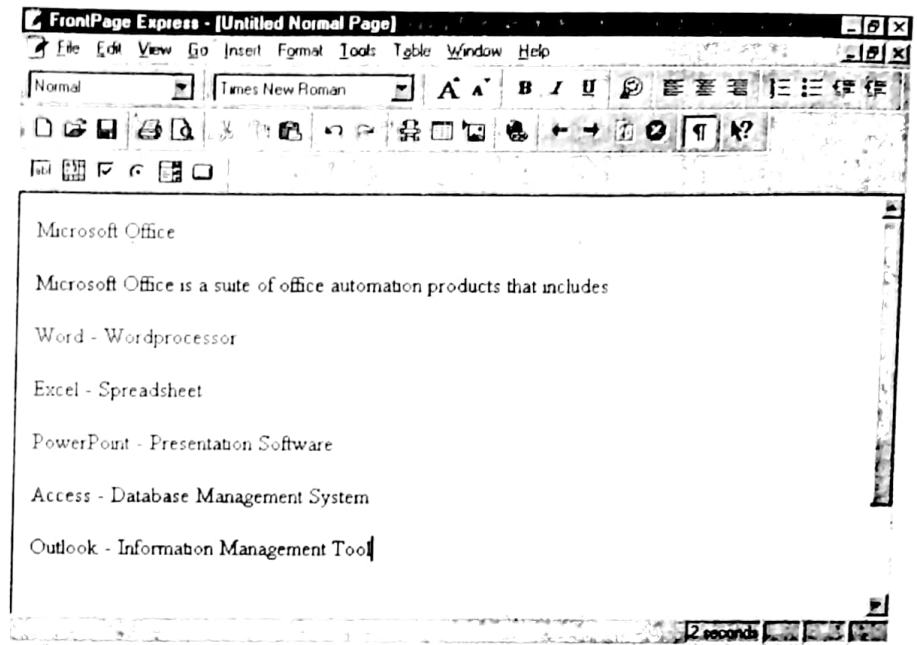 FrontPage Express - [Untitled Normal Page]
File Edit View Go Insert Format Tools Table Window Help
Normal Times New Roman A A B I U
abl
Microsoft Office
Microsoft Office is a suite of office automation products that includes
Word - Wordprocessor
Excel - Spreadsheet
PowerPoint - Presentation Software
Access - Database Management System
Outlook - Information Management Tool
2 seconds